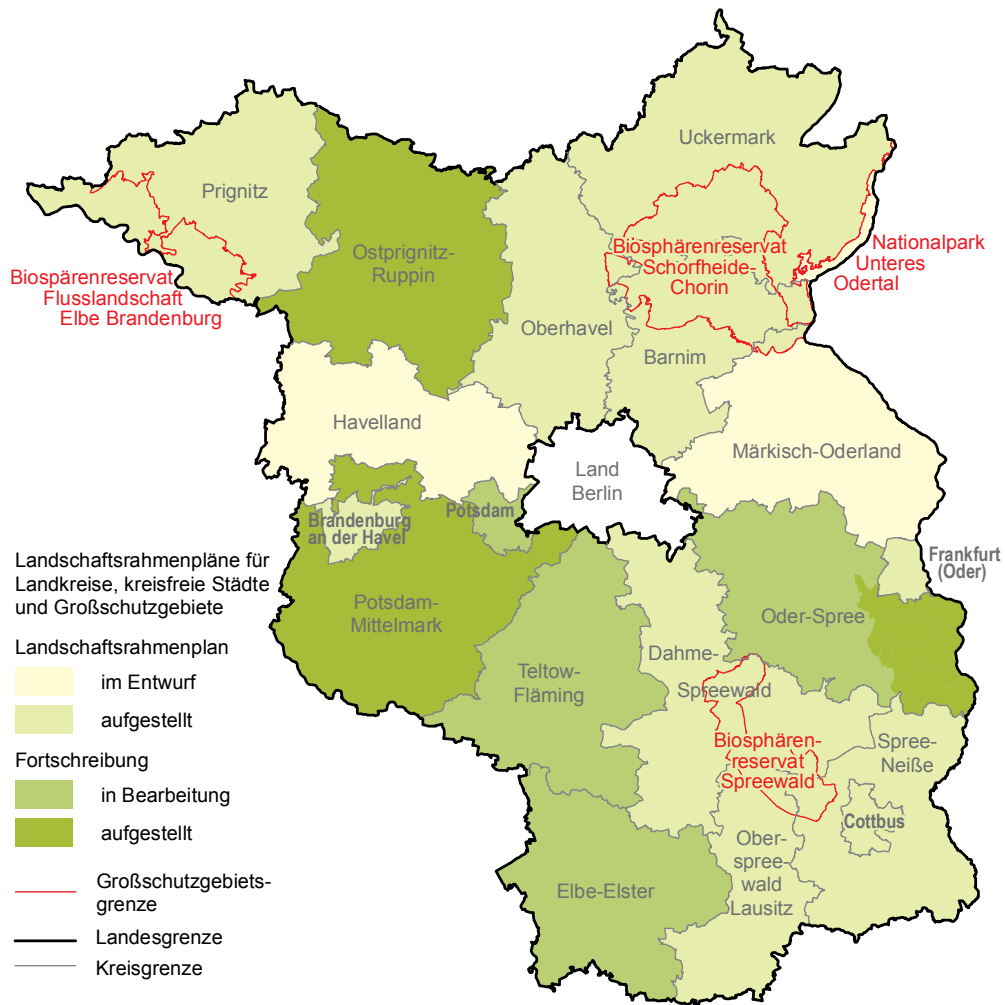 Uckermark
Prignitz
Ostprignitz-
Ruppin
Biosphärenreservat
Schorfheide-
Chorin
Nationalpark
Unteres
Odertal
Biospärenreservat
Flusslandschaft
Elbe Brandenburg
Oberhavel
Barnim
Havelland
Märkisch-Oderland
Land
Berlin
Brandenburg
an der Havel
Potsdam
Frankfurt
(Oder)
Potsdam-
Mittelmark
Oder-Spree
Teltow-
Fläming
Dahme-
Spreewald
Biosphären-
reservat
Spreewald
Spree-
Neiße
Cottbus
Ober-
spree-
wald
Lausitz
Elbe-Elster
Landschaftsrahmenpläne für
Landkreise, kreisfreie Städte
und Großschutzgebiete
Landschaftsrahmenplan
im Entwurf
aufgestellt
Fortschreibung
in Bearbeitung
aufgestellt
Großschutzgebiets-
grenze
Landesgrenze
Kreisgrenze